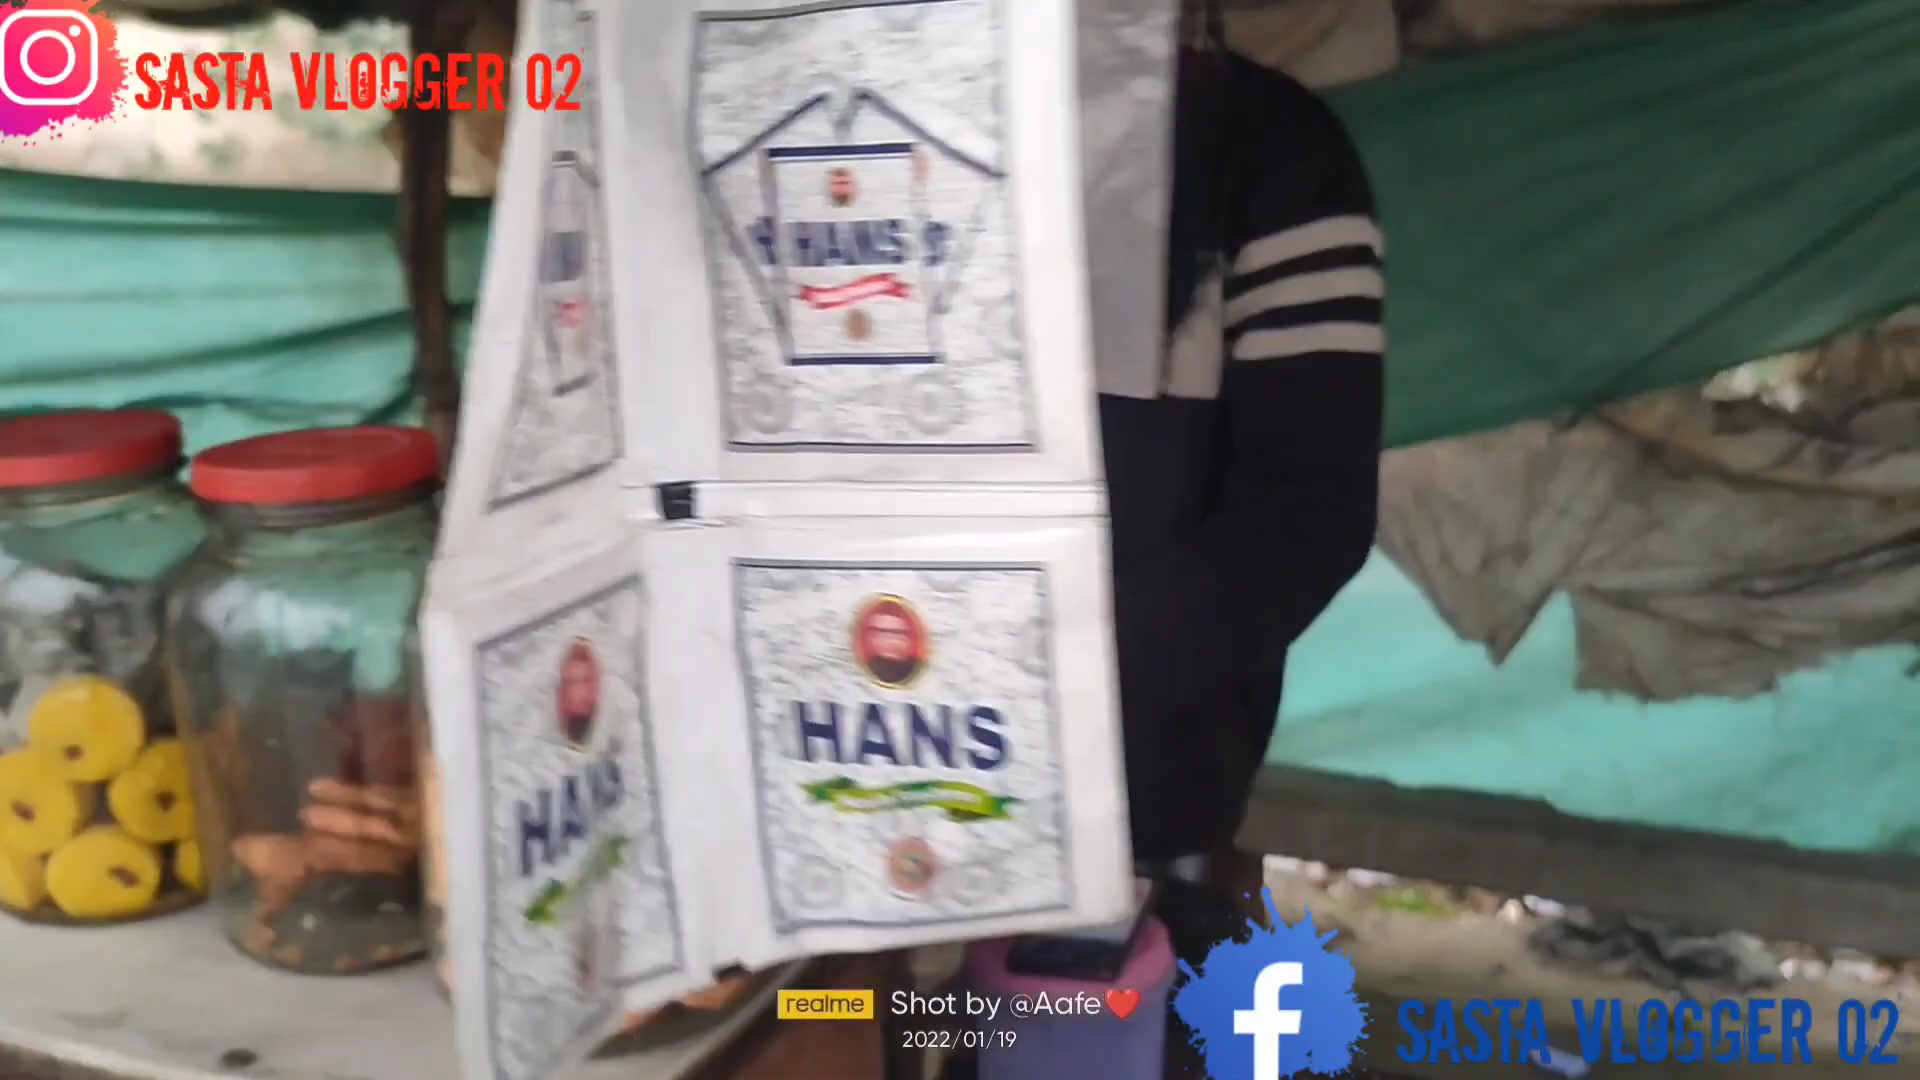 SASTA VLOGGER 02
HANS
HANS
HANS
realme Shot by @Aafe❤️
2022/01/19
f SASTA VLOGGER 02